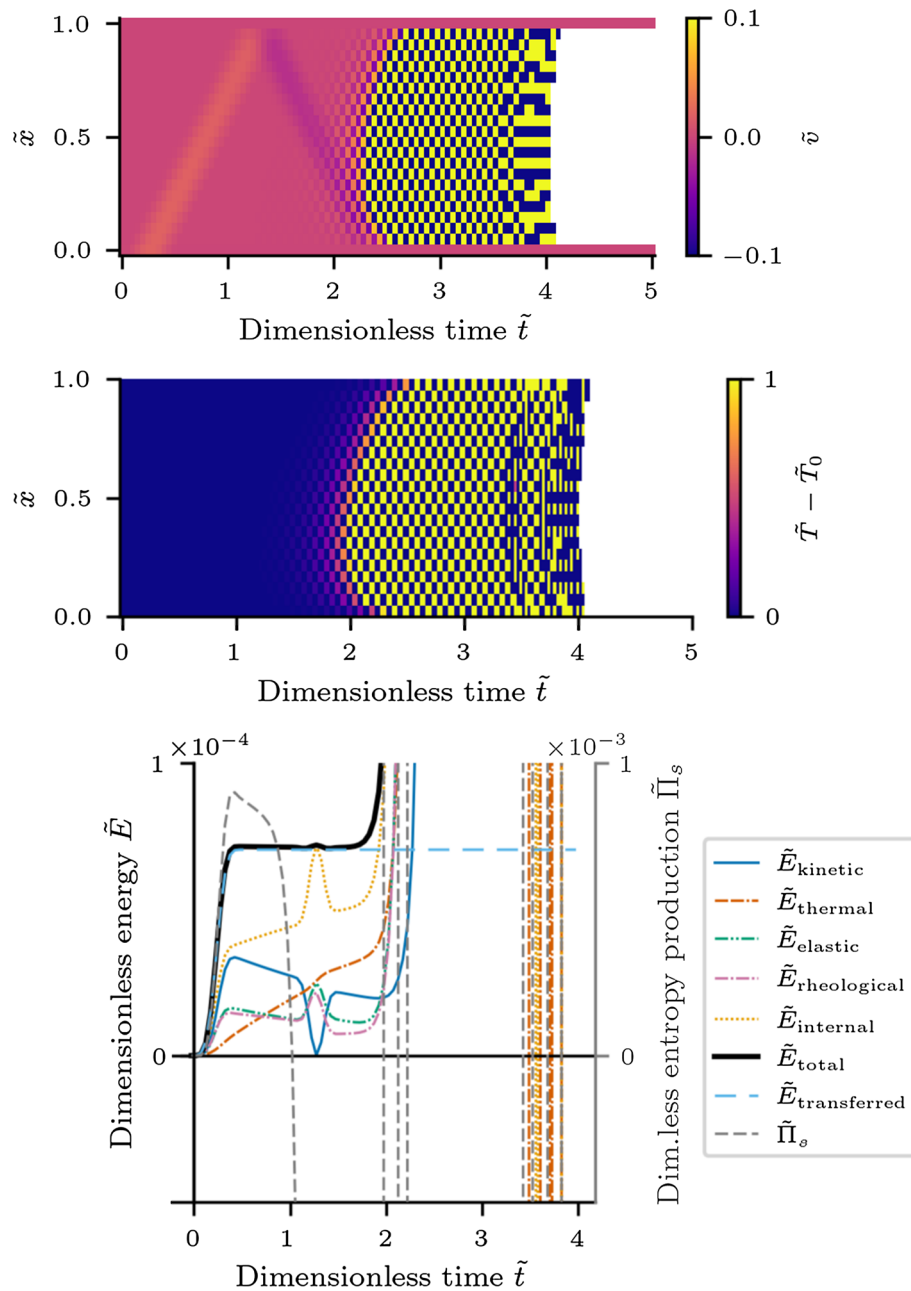 1.0
0.5
0.0
x̃
0 1 2 3 4 5
Dimensionless time t̃
0.1
0.0
−0.1
ṽ
1.0
0.5
0.0
x̃
0 1 2 3 4 5
Dimensionless time t̃
1
0
T̃ − T̃₀
×10⁻⁴
×10⁻³
1
0
Dimensionless energy Ẽ
1
0
Dim.less entropy production Π̃ₛ
0 1 2 3 4
Dimensionless time t̃
Ẽkinetic
Ẽthermal
Ẽelastic
Ẽrheological
Ẽinternal
Ẽtotal
Ẽtransferred
Π̃ₛ